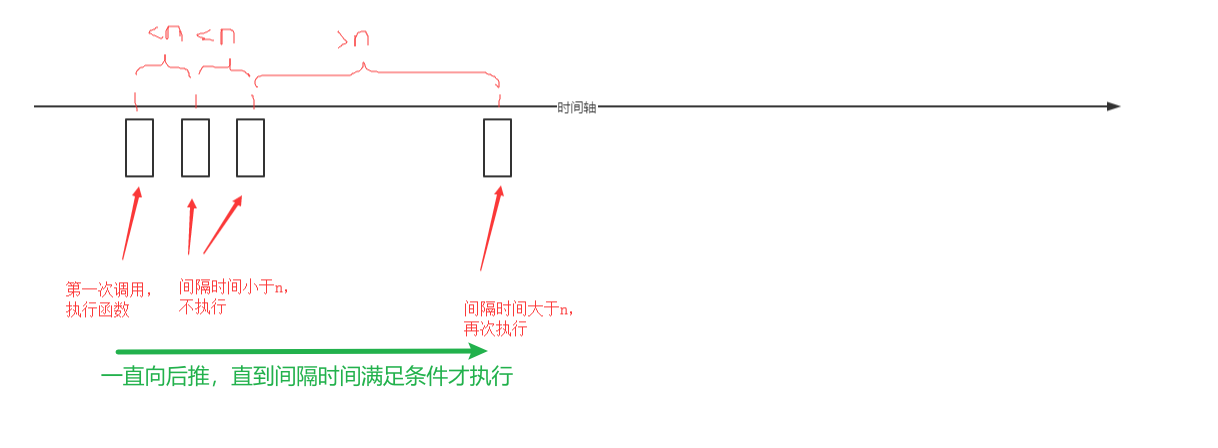 <n
<n
>n
时间轴
第一次调用，
执行函数
间隔时间小于n，
不执行
间隔时间大于n，
再次执行
一直向后推，直到间隔时间满足条件才执行